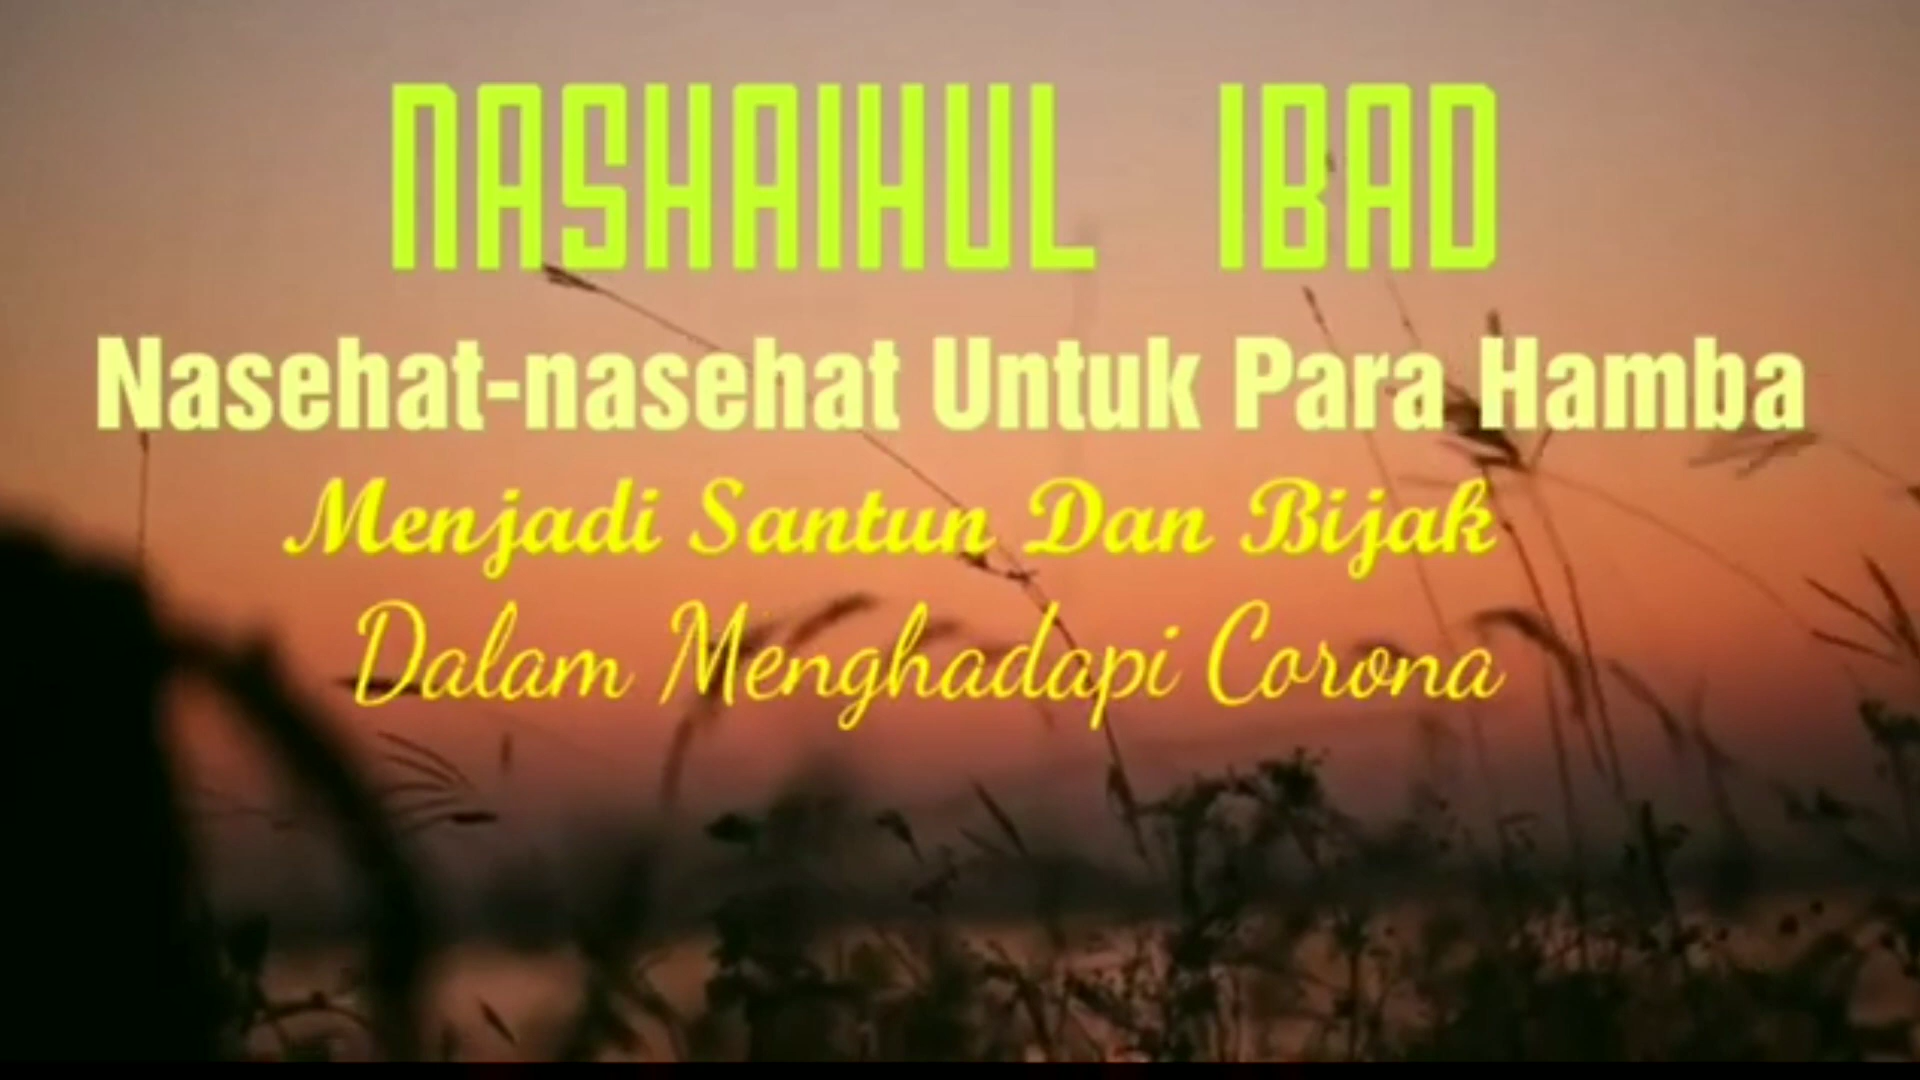 NASHAIHUL IBAD
Nasehat-nasehat Untuk Para Hamba
Menjadi Santun Dan Bijak
Dalam Menghadapi Corona